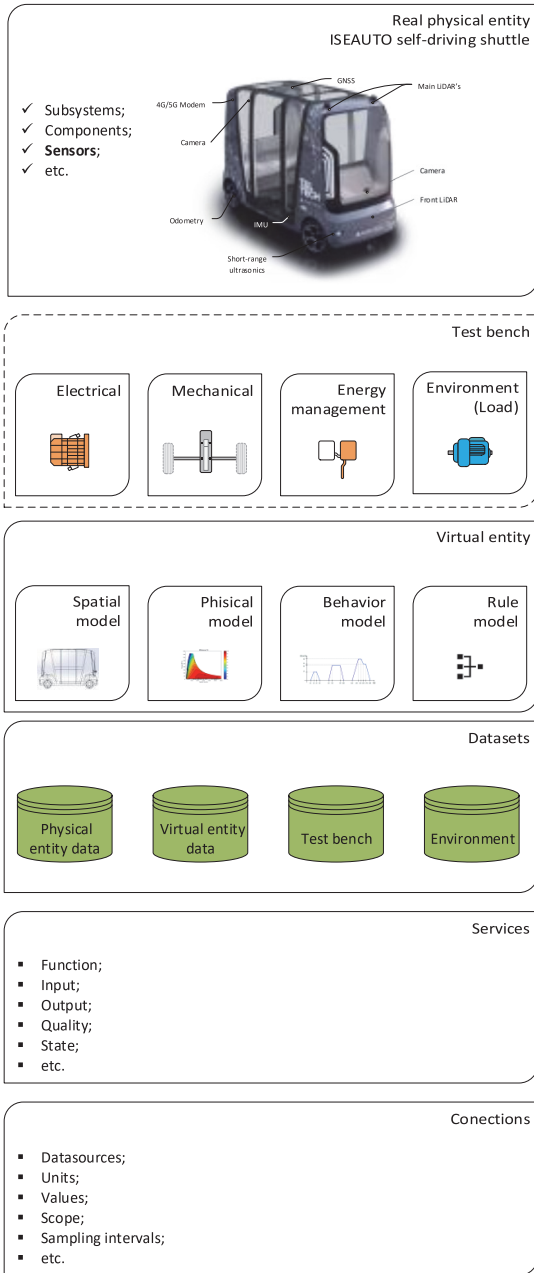 Real physical entity
ISEAUTO self-driving shuttle
✓ Subsystems;
✓ Components;
✓ Sensors;
✓ etc.
GNSS
Main LiDAR's
4G/5G Modem
Camera
Camera
Front LiDAR
Odometry
IMU
Short-range
ultrasonics
Test bench
Electrical
Mechanical
Energy
management
Environment
(Load)
Virtual entity
Spatial
model
Phisical
model
Behavior
model
Rule
model
Datasets
Physical
entity data
Virtual entity
data
Test bench
Environment
Services
▪ Function;
▪ Input;
▪ Output;
▪ Quality;
▪ State;
▪ etc.
Conections
▪ Datasources;
▪ Units;
▪ Values;
▪ Scope;
▪ Sampling intervals;
▪ etc.